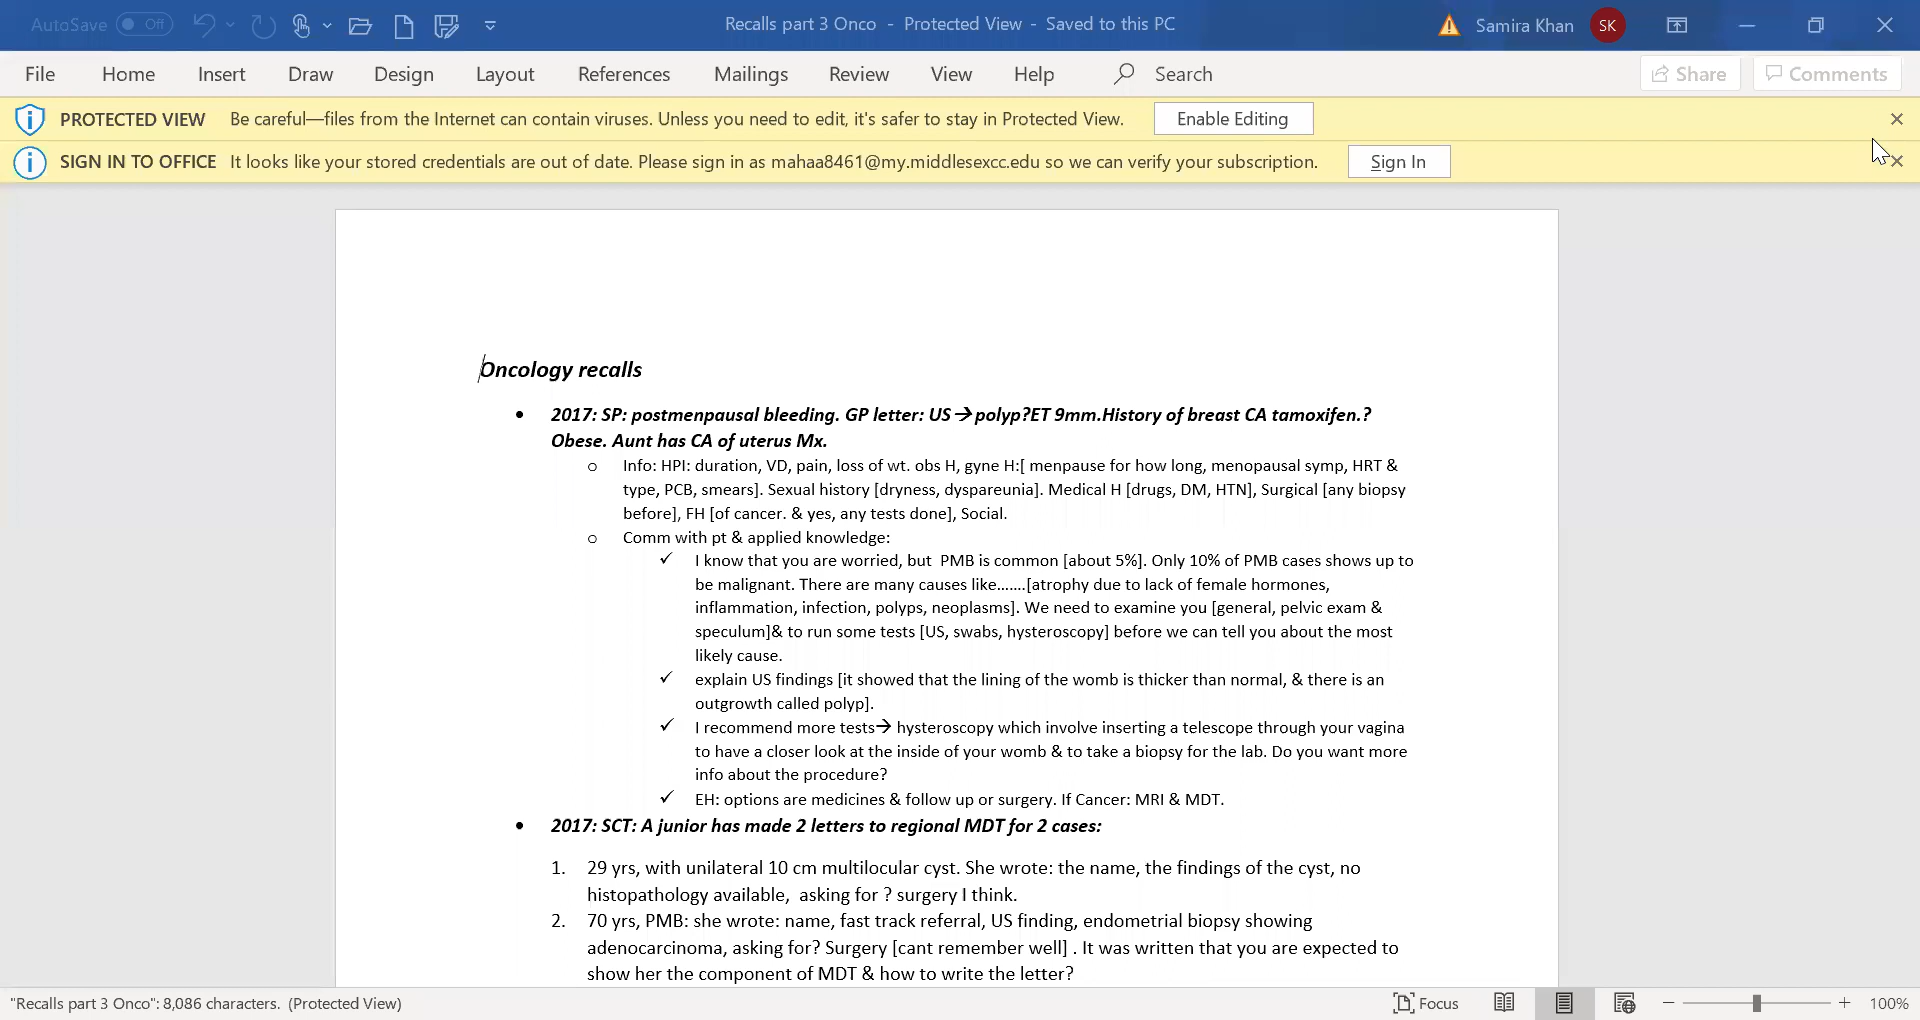 AutoSave Off
Recalls part 3 Onco - Protected View - Saved to this PC
Samira Khan SK
File Home Insert Draw Design Layout References Mailings Review View Help Search Share Comments
PROTECTED VIEW Be careful—files from the Internet can contain viruses. Unless you need to edit, it's safer to stay in Protected View. Enable Editing
SIGN IN TO OFFICE It looks like your stored credentials are out of date. Please sign in as mahaa8461@my.middlesexcc.edu so we can verify your subscription. Sign In
Oncology recalls
• 2017: SP: postmenpausal bleeding. GP letter: US→polyp?ET 9mm.History of breast CA tamoxifen.?
Obese. Aunt has CA of uterus Mx.
o Info: HPI: duration, VD, pain, loss of wt. obs H, gyne H:[ menpause for how long, menopausal symp, HRT &
type, PCB, smears]. Sexual history [dryness, dyspareunia]. Medical H [drugs, DM, HTN], Surgical [any biopsy
before], FH [of cancer. & yes, any tests done], Social.
o Comm with pt & applied knowledge:
✓ I know that you are worried, but PMB is common [about 5%]. Only 10% of PMB cases shows up to
be malignant. There are many causes like…….[atrophy due to lack of female hormones,
inflammation, infection, polyps, neoplasms]. We need to examine you [general, pelvic exam &
speculum]& to run some tests [US, swabs, hysteroscopy] before we can tell you about the most
likely cause.
✓ explain US findings [it showed that the lining of the womb is thicker than normal, & there is an
outgrowth called polyp].
✓ I recommend more tests→ hysteroscopy which involve inserting a telescope through your vagina
to have a closer look at the inside of your womb & to take a biopsy for the lab. Do you want more
info about the procedure?
✓ EH: options are medicines & follow up or surgery. If Cancer: MRI & MDT.
• 2017: SCT: A junior has made 2 letters to regional MDT for 2 cases:
1. 29 yrs, with unilateral 10 cm multilocular cyst. She wrote: the name, the findings of the cyst, no
histopathology available, asking for ? surgery I think.
2. 70 yrs, PMB: she wrote: name, fast track referral, US finding, endometrial biopsy showing
adenocarcinoma, asking for? Surgery [cant remember well] . It was written that you are expected to
show her the component of MDT & how to write the letter?
"Recalls part 3 Onco": 8,086 characters. (Protected View)
Focus
100%